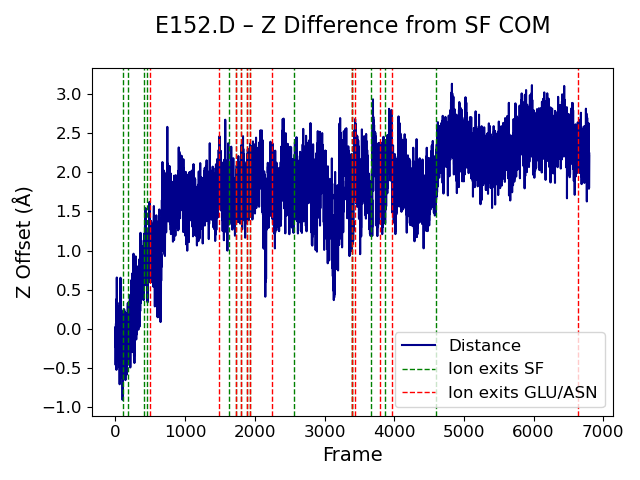 E152.D – Z Difference from SF COM
Z Offset (Å)
3.0
2.5
2.0
1.5
1.0
0.5
0.0
−0.5
−1.0
0
1000
2000
3000
4000
5000
6000
7000
Frame
Distance
Ion exits SF
Ion exits GLU/ASN